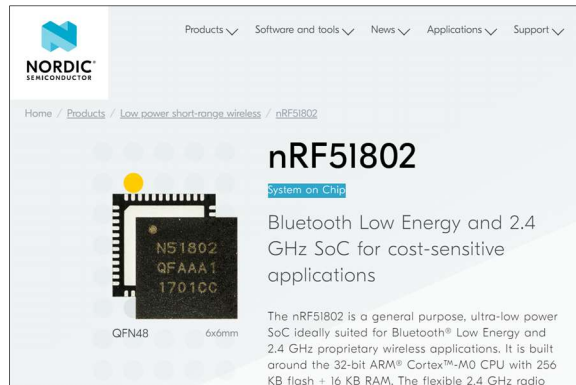 Products Software and tools News Applications Support
NORDIC®
SEMICONDUCTOR
Home / Products / Low power short-range wireless / nRF51802
nRF51802
System on Chip
Bluetooth Low Energy and 2.4
GHz SoC for cost-sensitive
applications
N51802
QFAAA1
1701CC
QFN48 6x6mm
The nRF51802 is a general purpose, ultra-low power
SoC ideally suited for Bluetooth® Low Energy and
2.4 GHz proprietary wireless applications. It is built
around the 32-bit ARM® Cortex™-M0 CPU with 256
KB flash + 16 KB RAM. The flexible 2.4 GHz radio